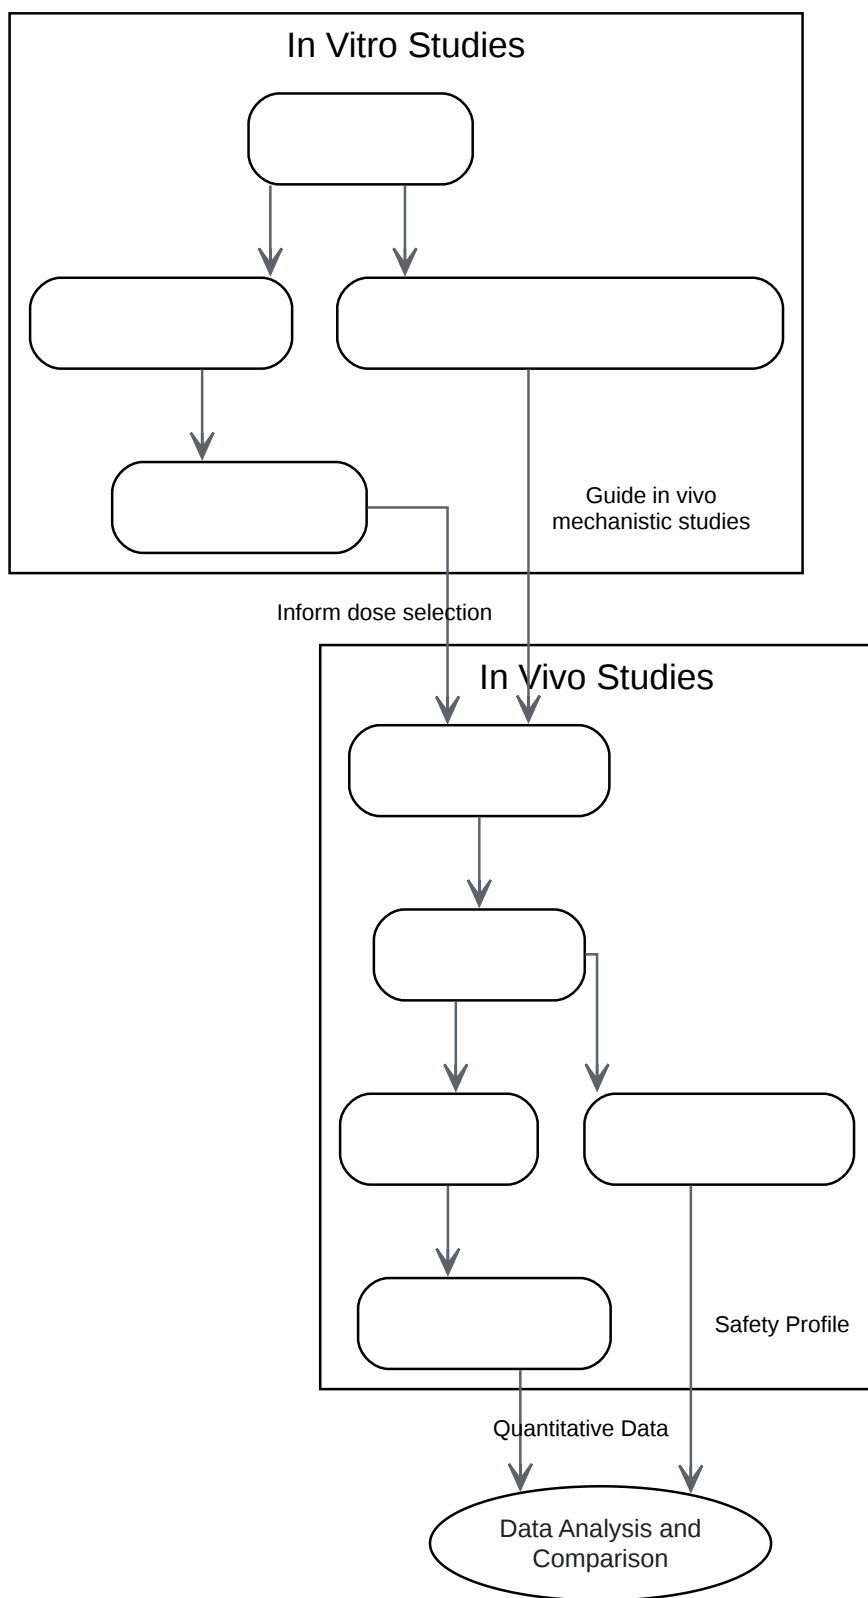 In Vitro Studies
Guide in vivo
mechanistic studies
Inform dose selection
In Vivo Studies
Safety Profile
Quantitative Data
Data Analysis and
Comparison